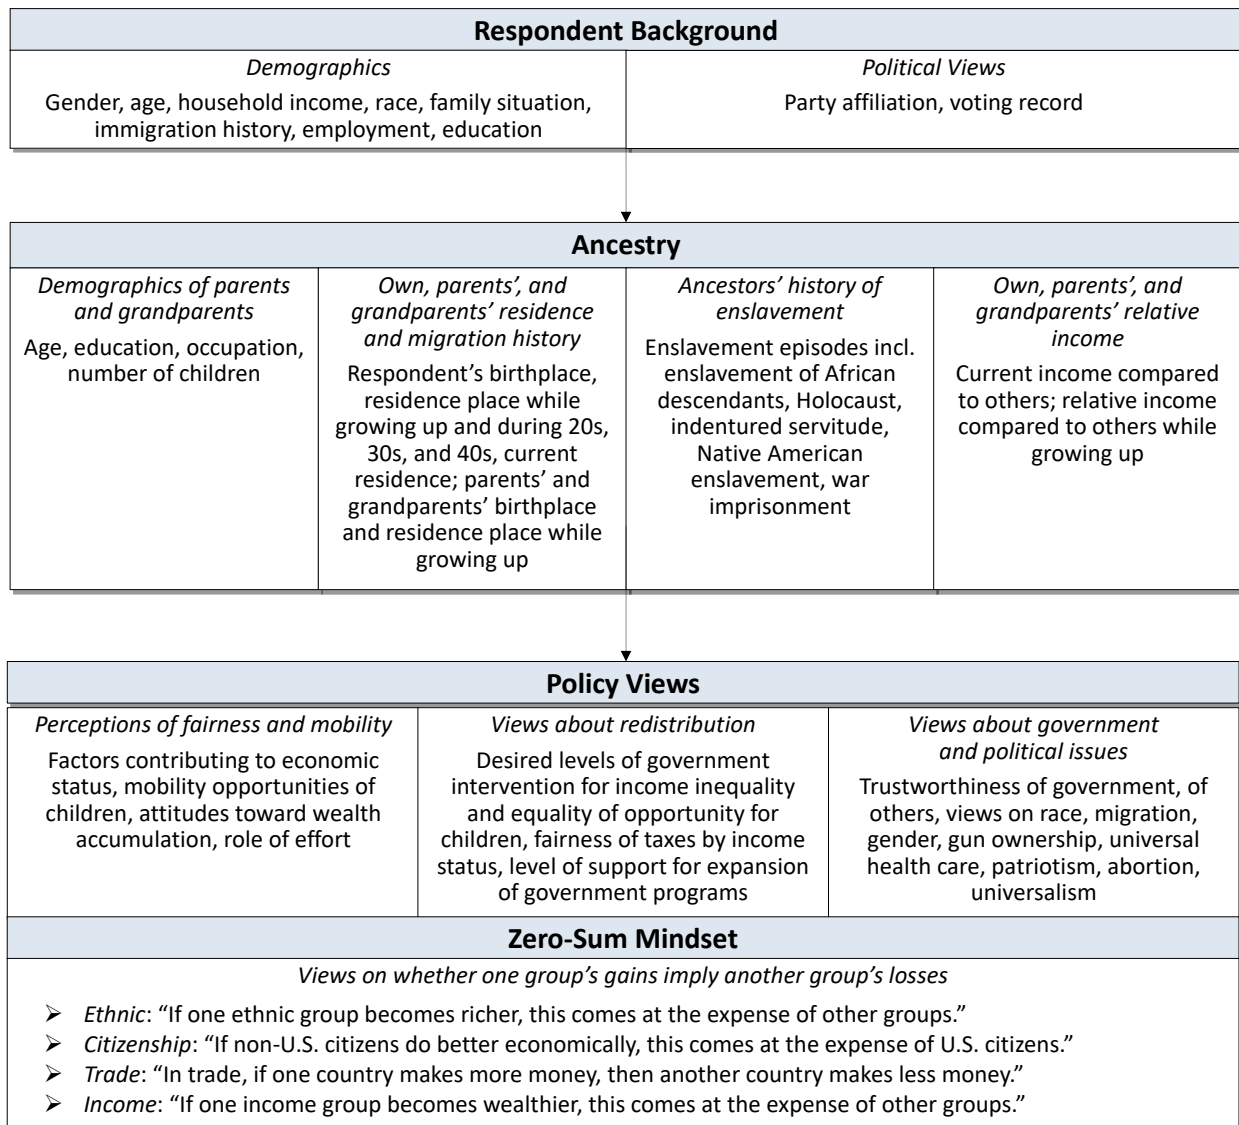 Respondent Background
Demographics
Gender, age, household income, race, family situation,
immigration history, employment, education
Political Views
Party affiliation, voting record
Ancestry
Demographics of parents
and grandparents
Age, education, occupation,
number of children
Own, parents’, and
grandparents’ residence
and migration history
Respondent’s birthplace,
residence place while
growing up and during 20s,
30s, and 40s, current
residence; parents’ and
grandparents’ birthplace
and residence place while
growing up
Ancestors’ history of
enslavement
Enslavement episodes incl.
enslavement of African
descendants, Holocaust,
indentured servitude,
Native American
enslavement, war
imprisonment
Own, parents’, and
grandparents’ relative
income
Current income compared
to others; relative income
compared to others while
growing up
Policy Views
Perceptions of fairness and mobility
Factors contributing to economic
status, mobility opportunities of
children, attitudes toward wealth
accumulation, role of effort
Views about redistribution
Desired levels of government
intervention for income inequality
and equality of opportunity for
children, fairness of taxes by income
status, level of support for expansion
of government programs
Views about government
and political issues
Trustworthiness of government, of
others, views on race, migration,
gender, gun ownership, universal
health care, patriotism, abortion,
universalism
Zero-Sum Mindset
Views on whether one group’s gains imply another group’s losses
➢ Ethnic: “If one ethnic group becomes richer, this comes at the expense of other groups.”
➢ Citizenship: “If non-U.S. citizens do better economically, this comes at the expense of U.S. citizens.”
➢ Trade: “In trade, if one country makes more money, then another country makes less money.”
➢ Income: “If one income group becomes wealthier, this comes at the expense of other groups.”